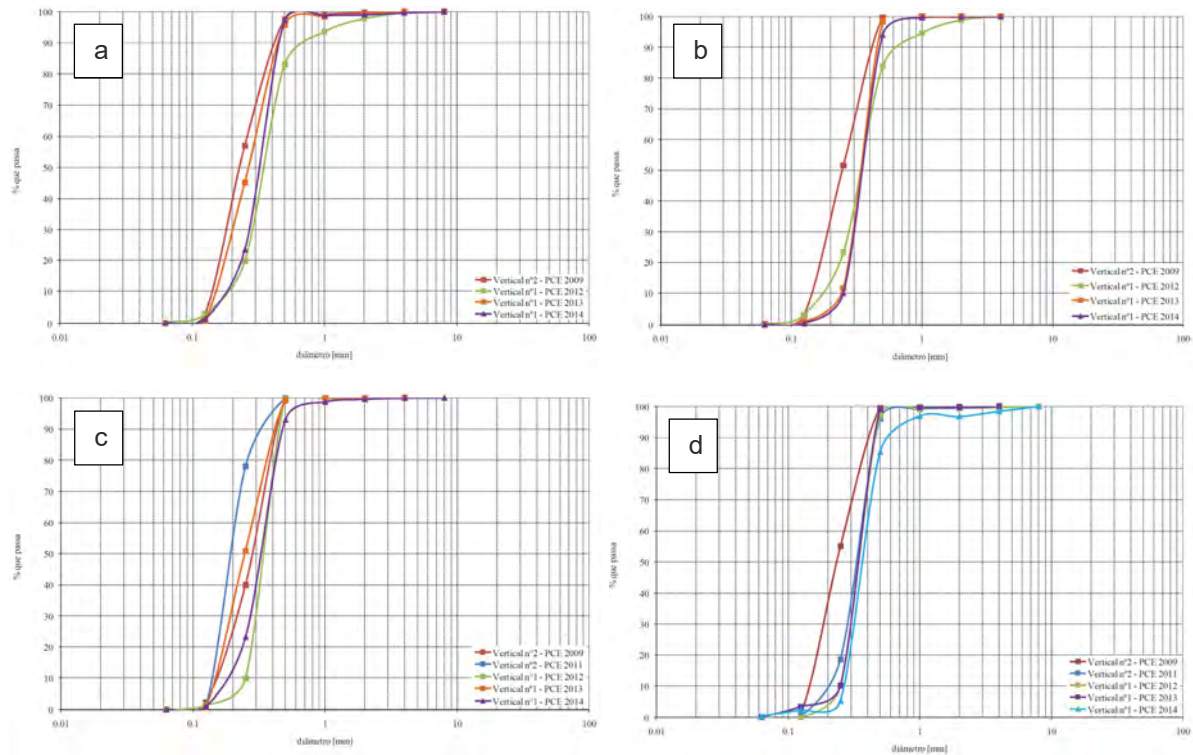 a
100
90
80
70
60
50
40
30
20
10
0
% que passa
0.01 0.1 1 10 100
diâmetro [mm]
Vertical nº2 - PCE 2009
Vertical nº1 - PCE 2012
Vertical nº1 - PCE 2013
Vertical nº1 - PCE 2014
b
100
90
80
70
60
50
40
30
20
10
0
% que passa
0.01 0.1 1 10 100
diâmetro [mm]
Vertical nº2 - PCE 2009
Vertical nº1 - PCE 2012
Vertical nº1 - PCE 2013
Vertical nº1 - PCE 2014
c
100
90
80
70
60
50
40
30
20
10
0
% que passa
0.01 0.1 1 10 100
diâmetro [mm]
Vertical nº2 - PCE 2009
Vertical nº2 - PCE 2011
Vertical nº1 - PCE 2012
Vertical nº1 - PCE 2013
Vertical nº1 - PCE 2014
d
100
90
80
70
60
50
40
30
20
10
0
% que passa
0.01 0.1 1 10 100
diâmetro [mm]
Vertical nº2 - PCE 2009
Vertical nº2 - PCE 2011
Vertical nº1 - PCE 2012
Vertical nº1 - PCE 2013
Vertical nº1 - PCE 2014